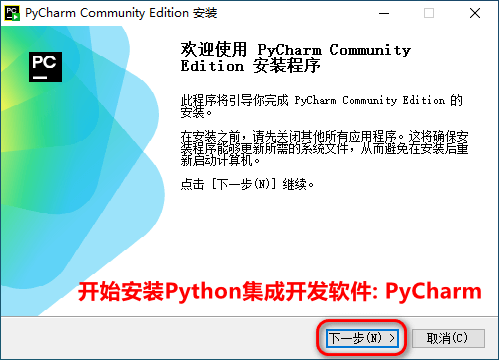 PyCharm Community Edition 安装
PC
欢迎使用 PyCharm Community
Edition 安装程序
此程序将引导你完成 PyCharm Community Edition 的
安装。
在安装之前，请先关闭其他所有应用程序。这将确保安
装程序能够更新所需的系统文件，从而避免在安装后重
新启动计算机。
点击 [下一步(N)] 继续。
开始安装Python集成开发软件: PyCharm
下一步(N) >
取消(C)